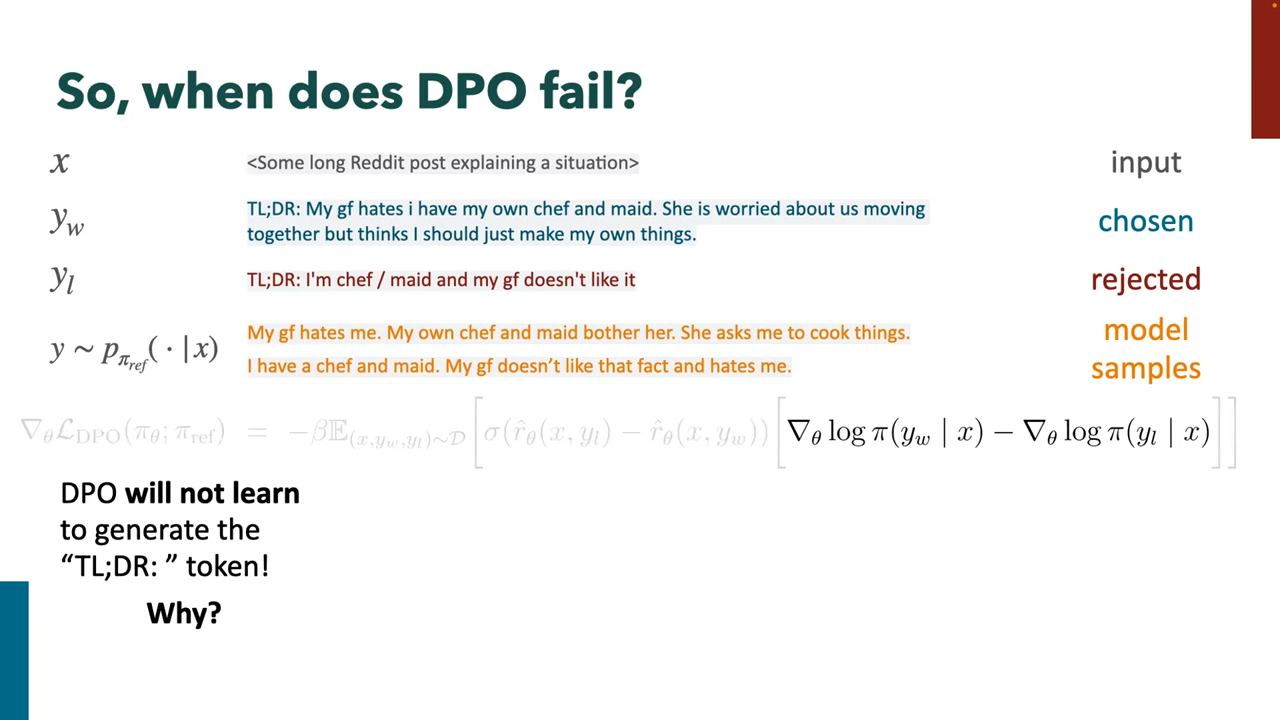 So, when does DPO fail?
x <Some long Reddit post explaining a situation> input
y_w TL;DR: My gf hates i have my own chef and maid. She is worried about us moving together but thinks I should just make my own things. chosen
y_l TL;DR: I'm chef / maid and my gf doesn't like it rejected
y ∼ p_{π_{ref}}( · | x) My gf hates me. My own chef and maid bother her. She asks me to cook things. model
I have a chef and maid. My gf doesn’t like that fact and hates me. samples
∇_θ ℒ_DPO(π_θ; π_ref) = −β𝔼_{(x,y_w,y_l)∼𝒟} [ σ(r̂_θ(x, y_l) − r̂_θ(x, y_w)) [ ∇_θ log π(y_w | x) − ∇_θ log π(y_l | x) ] ]
DPO will not learn
to generate the
“TL;DR: ” token!
Why?